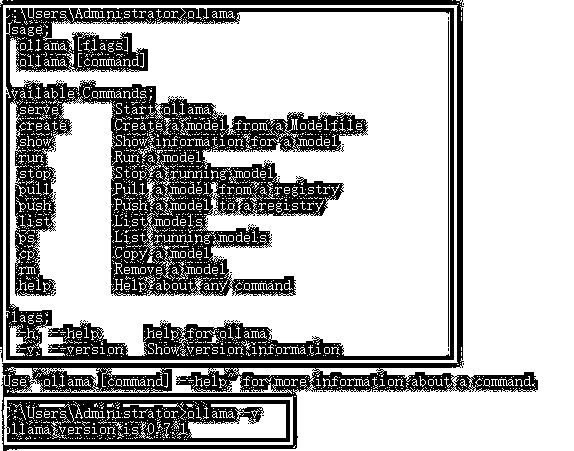 C:\Users\Administrator>ollama
Usage:
ollama [flags]
ollama [command]
Available Commands:
serve Start ollama
create Create a model from a Modelfile
show Show information for a model
run Run a model
stop Stop a running model
pull Pull a model from a registry
push Push a model to a registry
list List models
ps List running models
cp Copy a model
rm Remove a model
help Help about any command
Flags:
-h, --help help for ollama
-v, --version Show version information
Use "ollama [command] --help" for more information about a command.
C:\Users\Administrator>ollama -v
ollama version is 0.7.1